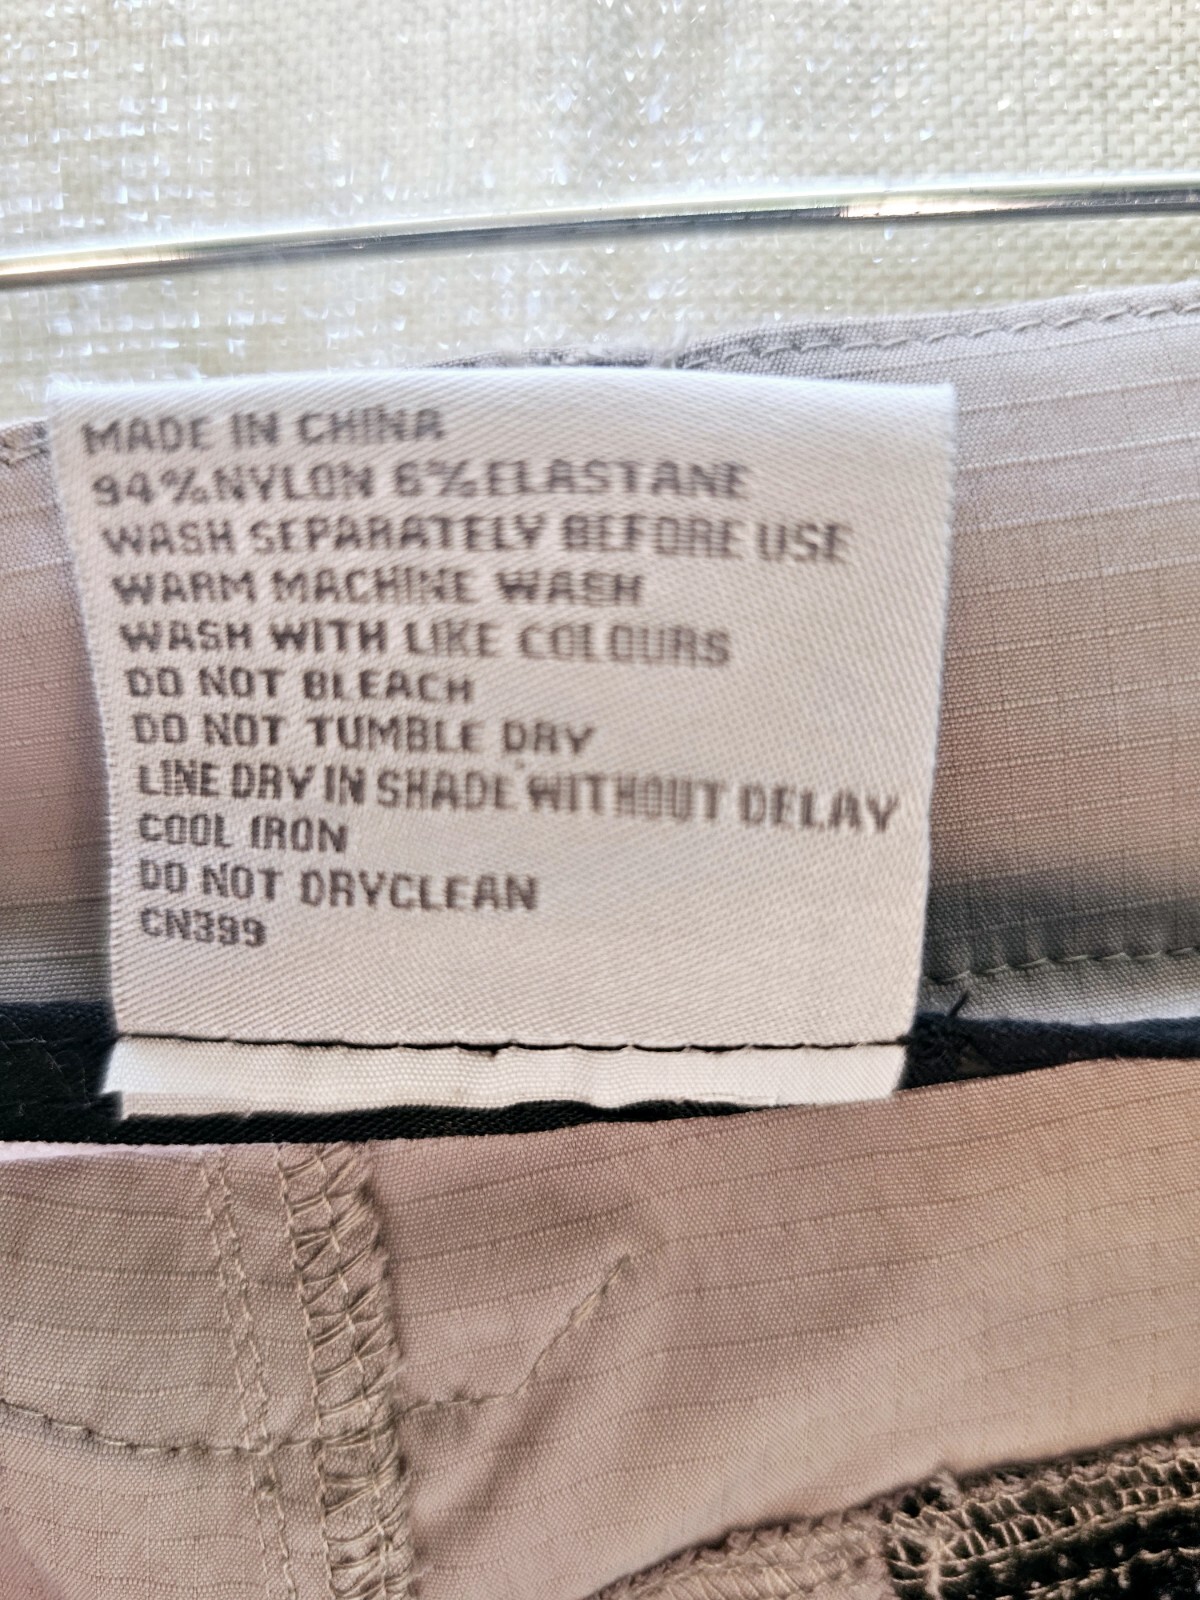 MADE IN CHINA
94%NYLON 6%ELASTANE
WASH SEPARATELY BEFORE USE
WARM MACHINE WASH
WASH WITH LIKE COLOURS
DO NOT BLEACH
DO NOT TUMBLE DRY
LINE DRY IN SHADE WITHOUT DELAY
COOL IRON
DO NOT DRYCLEAN
CN399